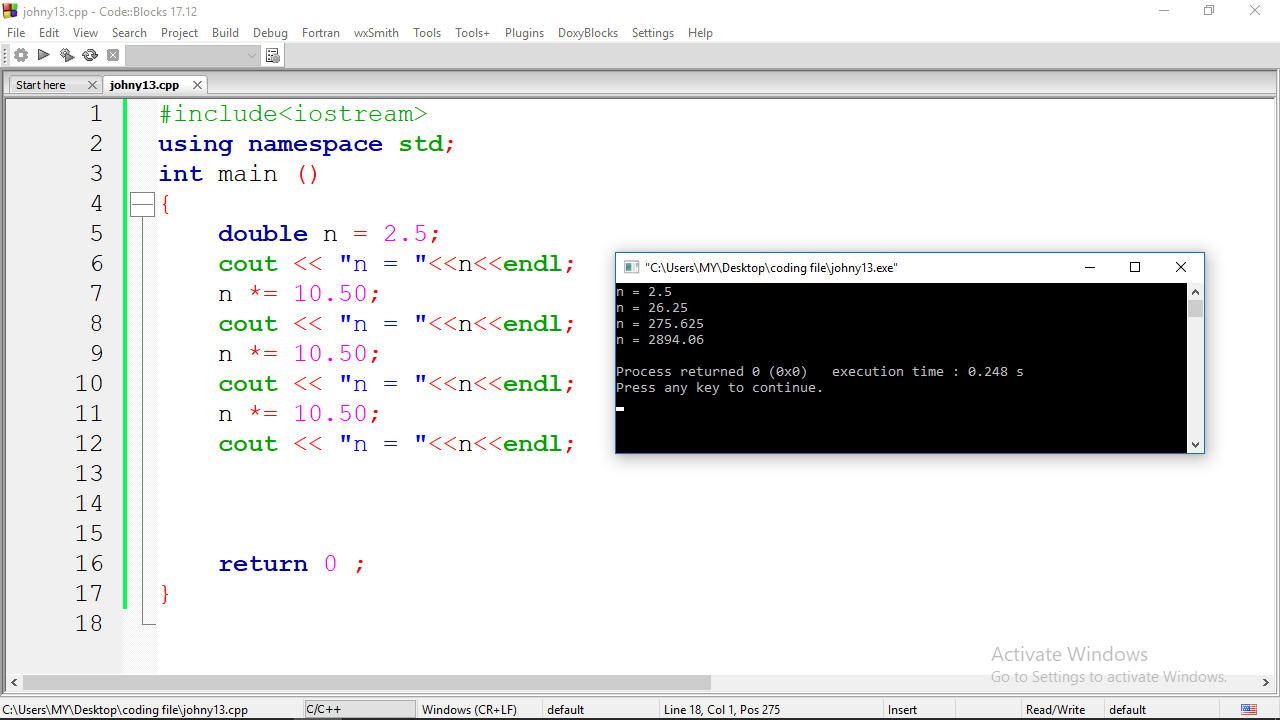 johny13.cpp - Code::Blocks 17.12
File Edit View Search Project Build Debug Fortran wxSmith Tools Tools+ Plugins DoxyBlocks Settings Help
Start here johny13.cpp
1 #include<iostream>
2 using namespace std;
3 int main ()
4 {
5 double n = 2.5;
6 cout << "n = "<<n<<endl;
7 n *= 10.50;
8 cout << "n = "<<n<<endl;
9 n *= 10.50;
10 cout << "n = "<<n<<endl;
11 n *= 10.50;
12 cout << "n = "<<n<<endl;
13
14
15
16 return 0 ;
17 }
18
"C:\Users\MY\Desktop\coding file\johny13.exe"
n = 2.5
n = 26.25
n = 275.625
n = 2894.06
Process returned 0 (0x0) execution time : 0.248 s
Press any key to continue.
Activate Windows
Go to Settings to activate Windows.
C:\Users\MY\Desktop\coding file\johny13.cpp C/C++ Windows (CR+LF) default Line 18, Col 1, Pos 275 Insert Read/Write default